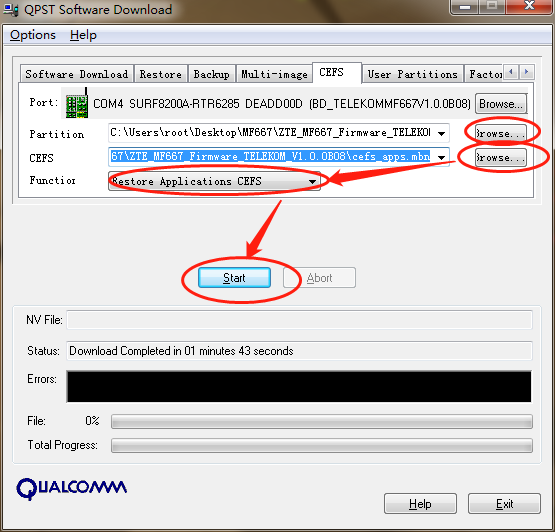 QPST Software Download
Options Help
Software Download Restore Backup Multi-image CEFS User Partitions Factor
Port: COM4 SURF8200A-RTR6285 DEADD00D (BD_TELEKOMMF667V1.0.0B08) Browse...
Partition C:\Users\root\Desktop\MF667\ZTE_MF667_Firmware_TELEKOM Browse...
CEFS 67\ZTE_MF667_Firmware_TELEKOM_V1.0.0B08\cefs_apps.mbn Browse...
Function Restore Applications CEFS
Start Abort
NV File:
Status: Download Completed in 01 minutes 43 seconds
Errors:
File: 0%
Total Progress:
QUALCOMM
Help Exit